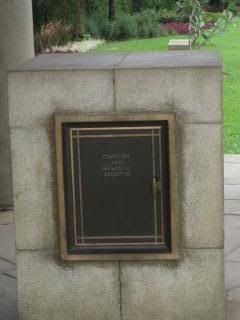 CEMETERY
AND
MEMORIAL
REGISTER